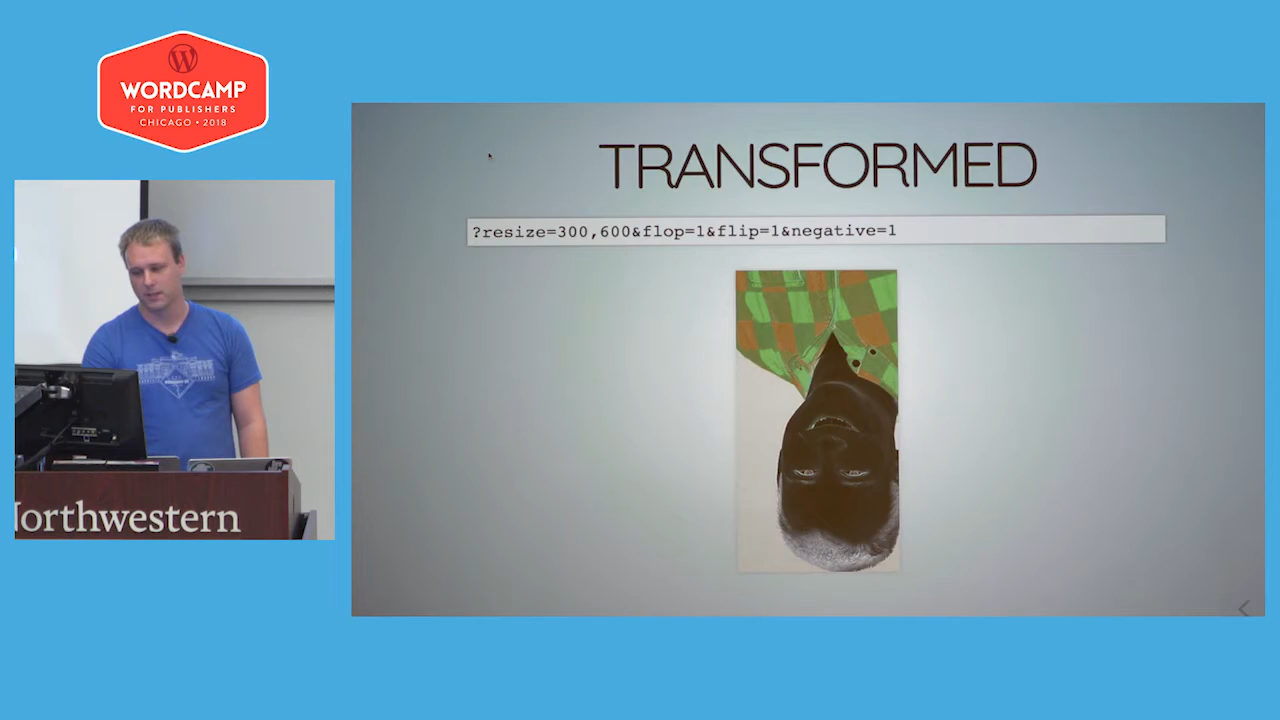 WORDCAMP
FOR PUBLISHERS
CHICAGO • 2018
TRANSFORMED
?resize=300,600&flop=1&flip=1&negative=1
Northwestern